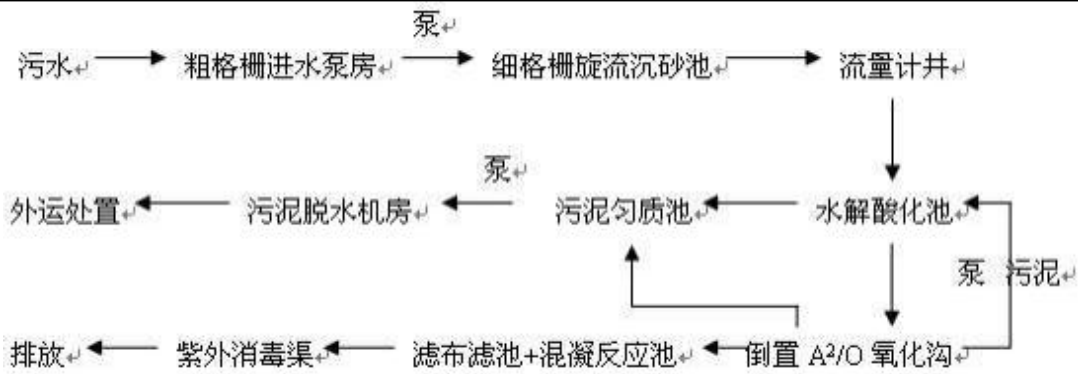 泵
污水 粗格栅进水泵房 细格栅旋流沉砂池 流量计井
泵
外运处置 污泥脱水机房 污泥匀质池 水解酸化池
泵 污泥
排放 紫外消毒渠 滤布滤池+混凝反应池 倒置 A²/O 氧化沟